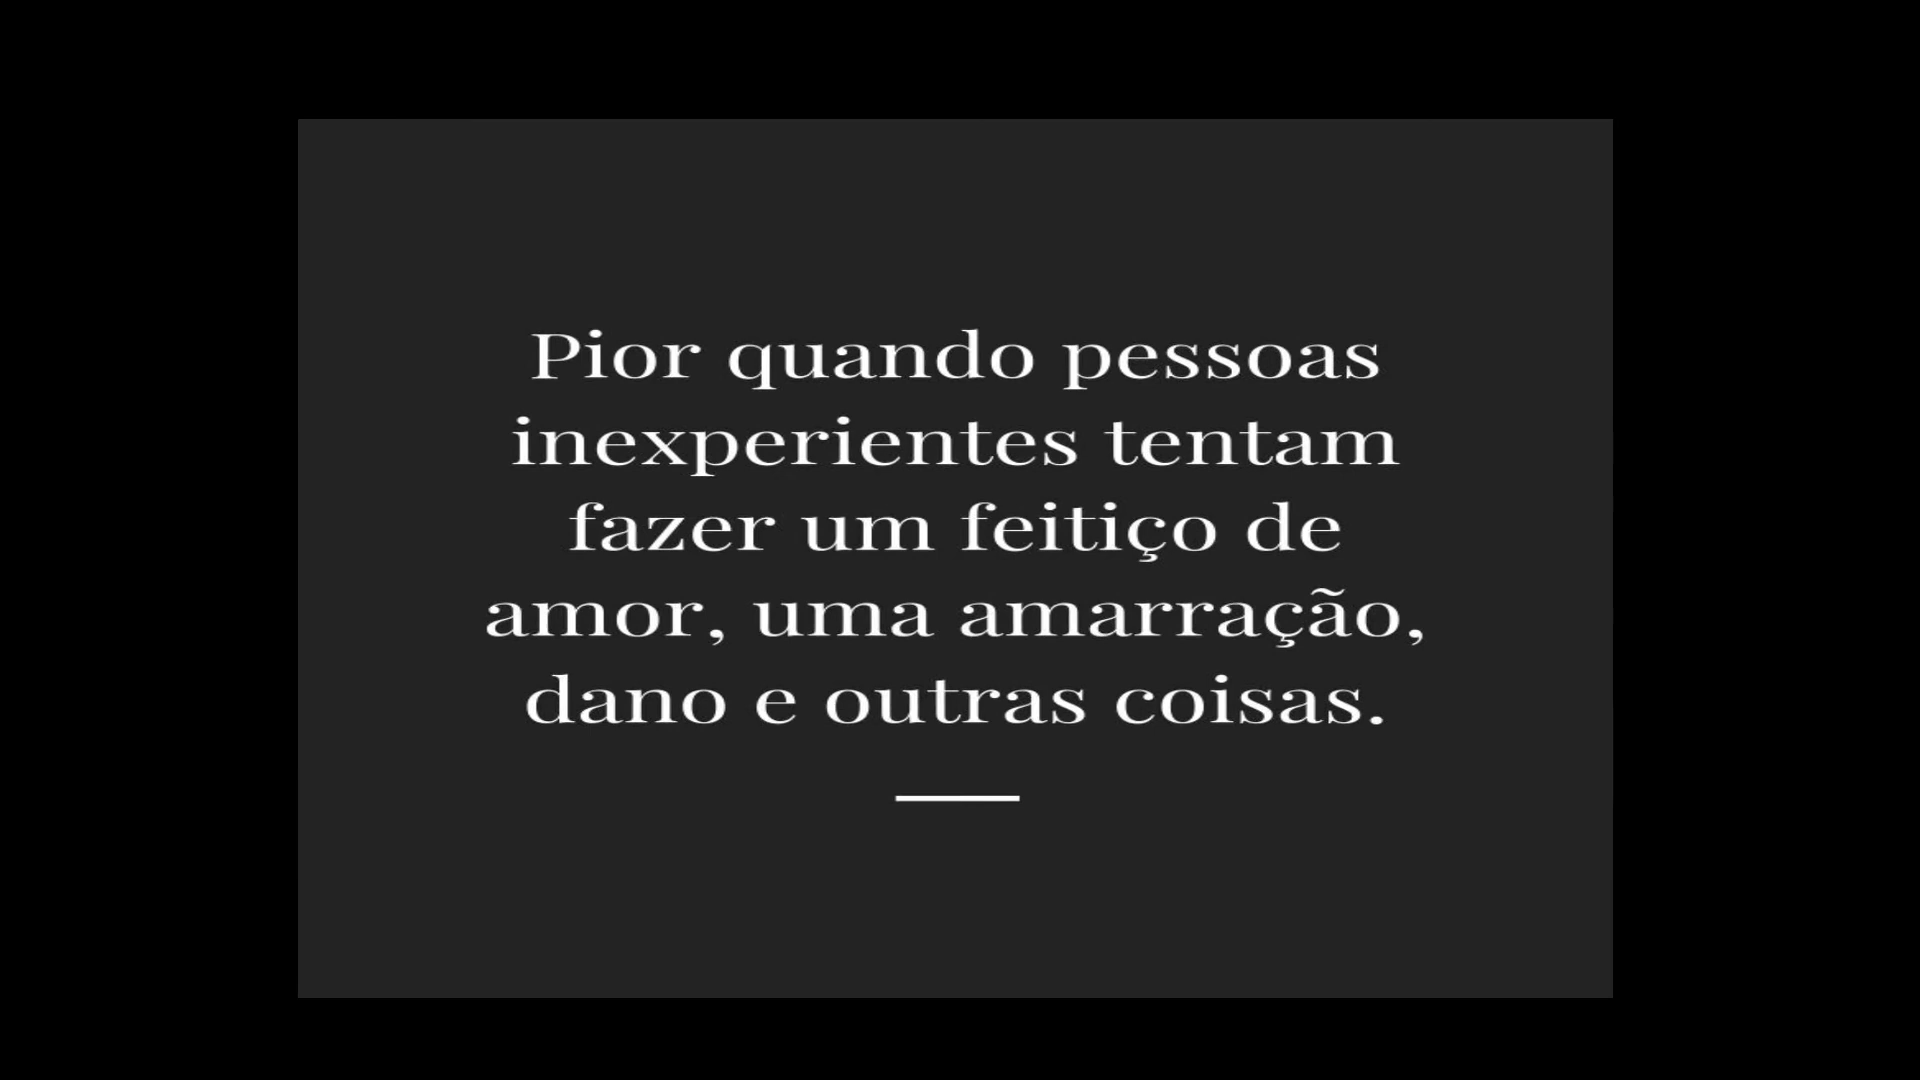 Pior quando pessoas
inexperientes tentam
fazer um feitiço de
amor, uma amarração,
dano e outras coisas.